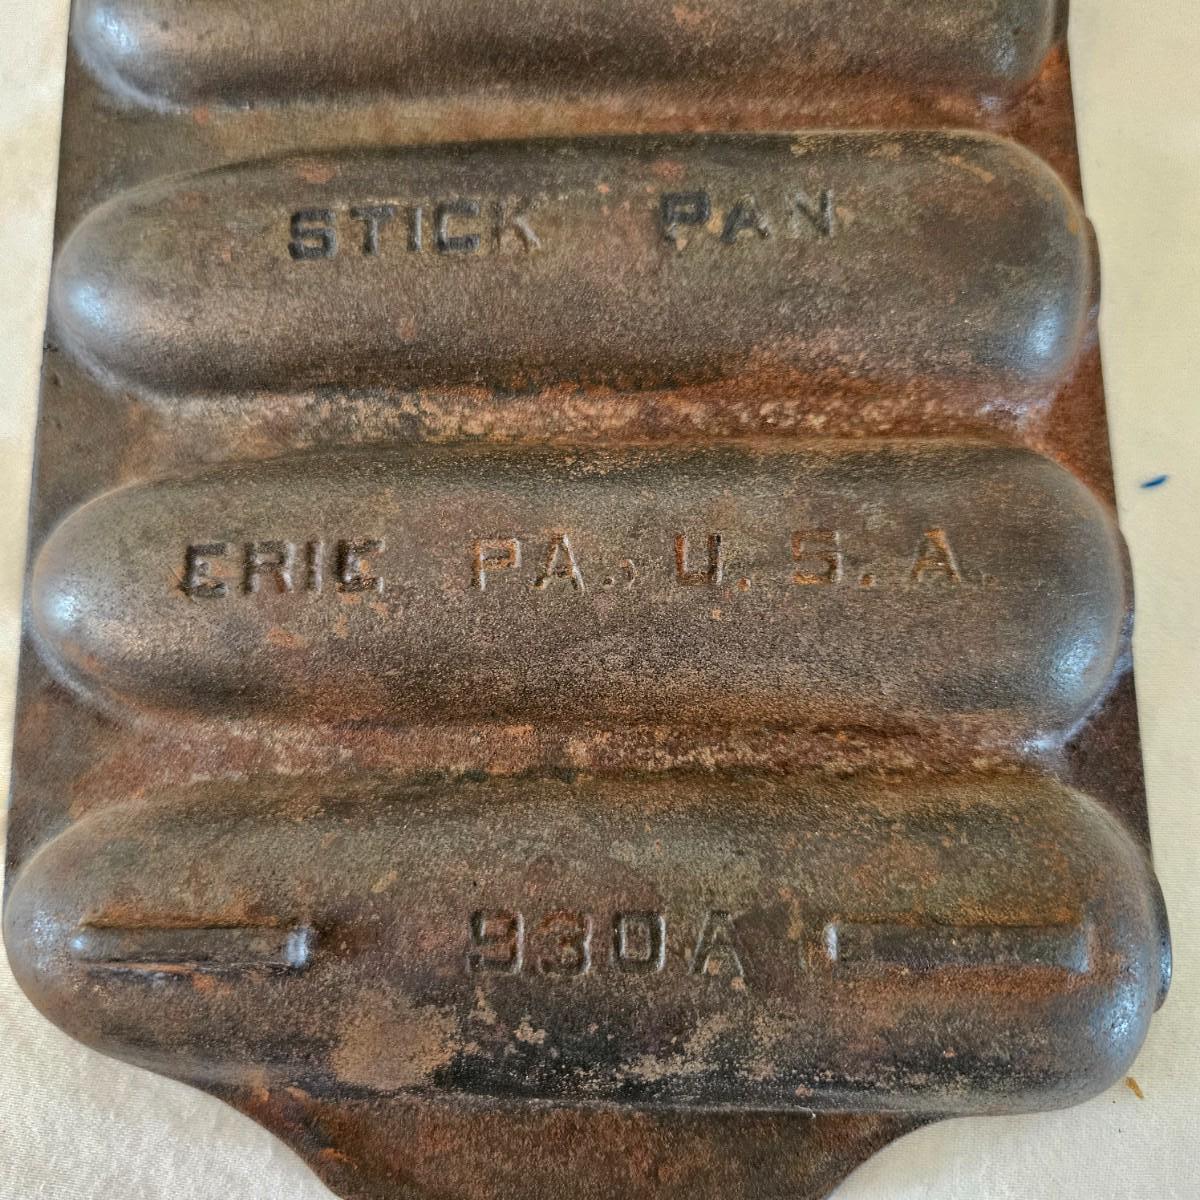 STICK PAN
ERIE PA., U.S.A.
930A